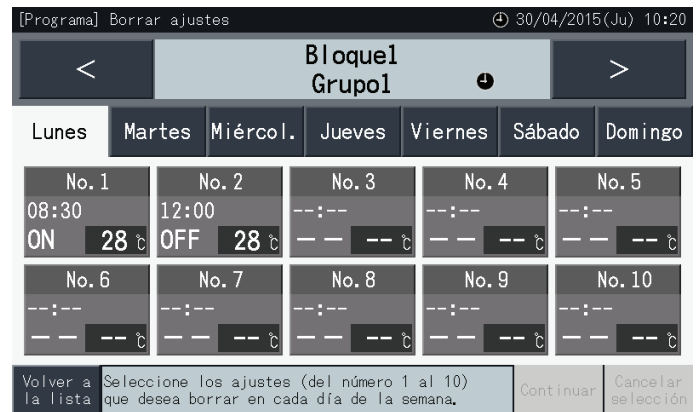 [Programa] Borrar ajustes 30/04/2015(Ju) 10:20
< Bloque1 >
Grupo1
Lunes Martes Miércol. Jueves Viernes Sábado Domingo
No.1 No.2 No.3 No.4 No.5
08:30 12:00 --:-- --:-- --:--
ON 28℃ OFF 28℃ -- --℃ -- --℃ -- --℃
No.6 No.7 No.8 No.9 No.10
--:-- --:-- --:-- --:-- --:--
-- --℃ -- --℃ -- --℃ -- --℃ -- --℃
Volver a la lista
Seleccione los ajustes (del número 1 al 10)
que desea borrar en cada día de la semana.
Continuar
Cancelar
selección